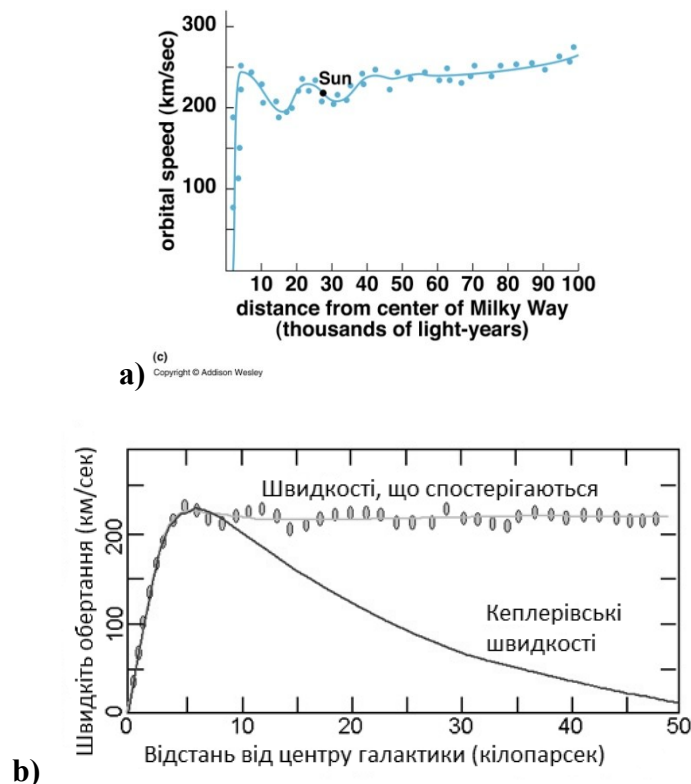 300
200
100
orbital speed (km/sec)
Sun
10 20 30 40 50 60 70 80 90 100
distance from center of Milky Way
(thousands of light-years)
(c)
a)
Copyright © Addison Wesley
Швидкості, що спостерігаються
Кеплерівські
швидкості
Швидкіть обертання (км/сек)
200
100
0
0 10 20 30 40 50
Відстань від центру галактики (кілопарсек)
b)